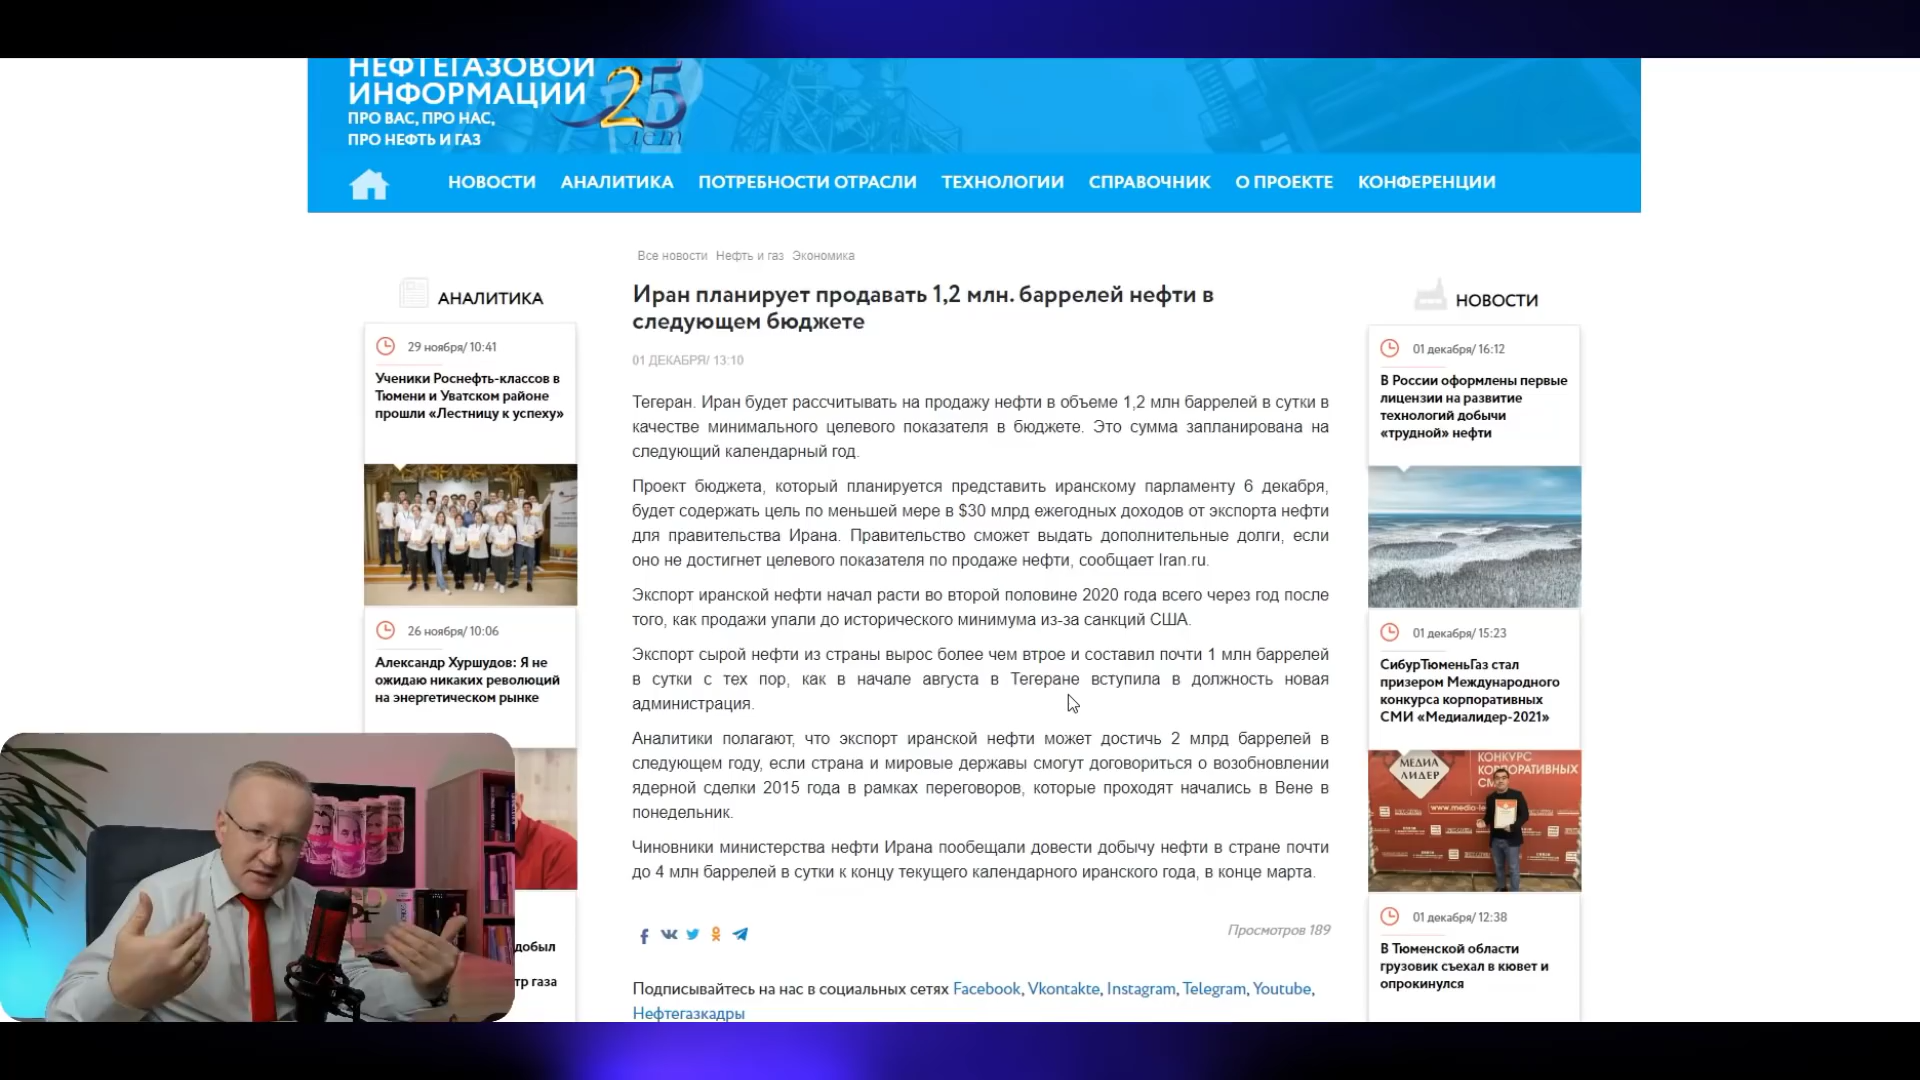 НЕФТЕГАЗОВОЙ
ИНФОРМАЦИИ
ПРО ВАС, ПРО НАС,
ПРО НЕФТЬ И ГАЗ
25
лет
НОВОСТИ АНАЛИТИКА ПОТРЕБНОСТИ ОТРАСЛИ ТЕХНОЛОГИИ СПРАВОЧНИК О ПРОЕКТЕ КОНФЕРЕНЦИИ
АНАЛИТИКА
29 ноября/ 10:41
Ученики Роснефть-классов в
Тюмени и Уватском районе
прошли «Лестницу к успеху»
26 ноября/ 10:06
Александр Хуршудов: Я не
ожидаю никаких революций
на энергетическом рынке
добыл
тр газа
Все новости Нефть и газ Экономика
Иран планирует продавать 1,2 млн. баррелей нефти в
следующем бюджете
01 ДЕКАБРЯ/ 13:10
Тегеран. Иран будет рассчитывать на продажу нефти в объеме 1,2 млн баррелей в сутки в
качестве минимального целевого показателя в бюджете. Это сумма запланирована на
следующий календарный год.
Проект бюджета, который планируется представить иранскому парламенту 6 декабря,
будет содержать цель по меньшей мере в $30 млрд ежегодных доходов от экспорта нефти
для правительства Ирана. Правительство сможет выдать дополнительные долги, если
оно не достигнет целевого показателя по продаже нефти, сообщает Iran.ru.
Экспорт иранской нефти начал расти во второй половине 2020 года всего через год после
того, как продажи упали до исторического минимума из-за санкций США.
Экспорт сырой нефти из страны вырос более чем втрое и составил почти 1 млн баррелей
в сутки с тех пор, как в начале августа в Тегеране вступила в должность новая
администрация.
Аналитики полагают, что экспорт иранской нефти может достичь 2 млрд баррелей в
следующем году, если страна и мировые державы смогут договориться о возобновлении
ядерной сделки 2015 года в рамках переговоров, которые проходят начались в Вене в
понедельник.
Чиновники министерства нефти Ирана пообещали довести добычу нефти в стране почти
до 4 млн баррелей в сутки к концу текущего календарного иранского года, в конце марта.
Просмотров 189
Подписывайтесь на нас в социальных сетях Facebook, Vkontakte, Instagram, Telegram, Youtube,
Нефтегазкадры
НОВОСТИ
01 декабря/ 16:12
В России оформлены первые
лицензии на развитие
технологий добычи
«трудной» нефти
01 декабря/ 15:23
СибурТюменьГаз стал
призером Международного
конкурса корпоративных
СМИ «Медиалидер-2021»
МЕДИА
ЛИДЕР
КОНКУРС
КОРПОРАТИВНЫХ
01 декабря/ 12:38
В Тюменской области
грузовик съехал в кювет и
опрокинулся